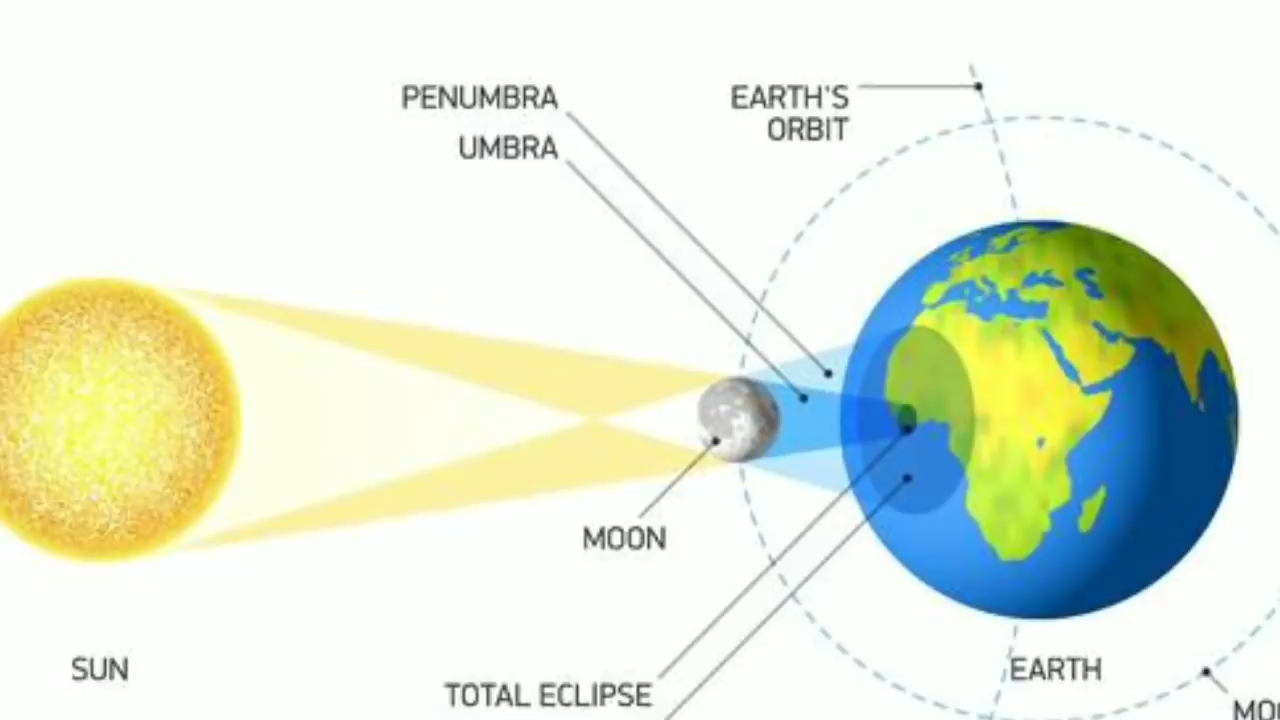 PENUMBRA
UMBRA
EARTH'S
ORBIT
MOON
SUN
EARTH
TOTAL ECLIPSE